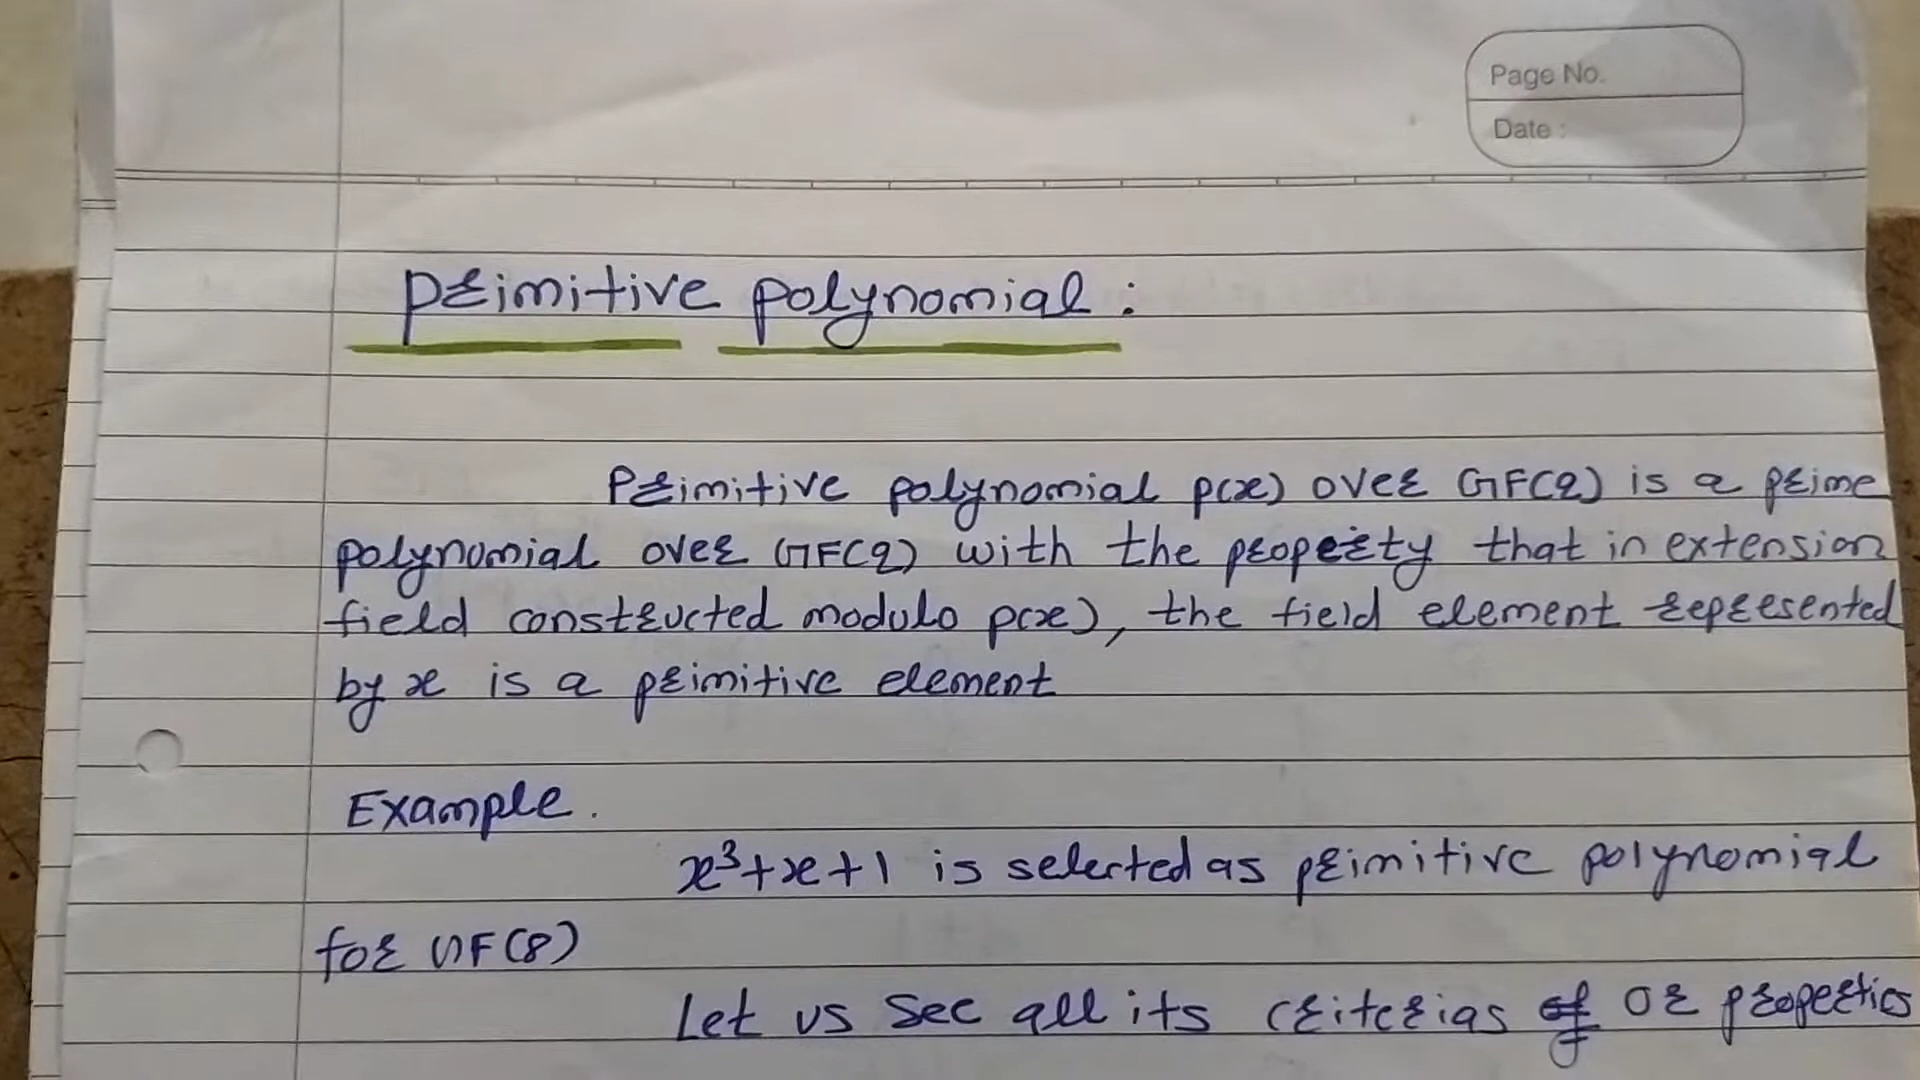 Page No.
Date :
Primitive polynomial :
Primitive polynomial p(x) over GF(q) is a prime
polynomial over GF(q) with the property that in extension
field constructed modulo p(x), the field element represented
by x is a primitive element
Example.
x³+x+1 is selected as primitive polynomial
for GF(8)
Let us see all its criterias of or properties